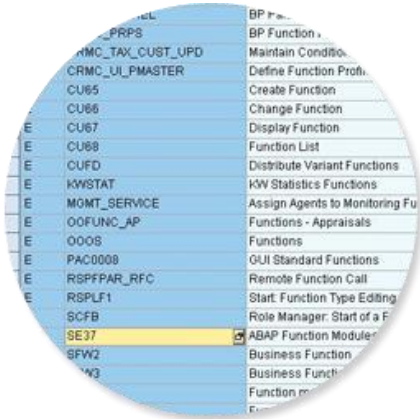 BP
_PRPS BP Function
CRMC_TAX_CUST_UPD Maintain Conditio
CRMC_UI_PMASTER Define Function Profi
CU65 Create Function
CU66 Change Function
E CU67 Display Function
E CU68 Function List
E CUFD Distribute Variant Functions
E KWSTAT KW Statistics Functions
E MGMT_SERVICE Assign Agents to Monitoring Fu
E OOFUNC_AP Functions - Appraisals
E OOOS Functions
E PAC0008 GUI Standard Functions
E RSPFPAR_RFC Remote Function Call
E RSPLF1 Start: Function Type Editing
SCFB Role Manager: Start of a F
SE37 ABAP Function Modules
SFW2 Business Function
W3 Business Functi
Function